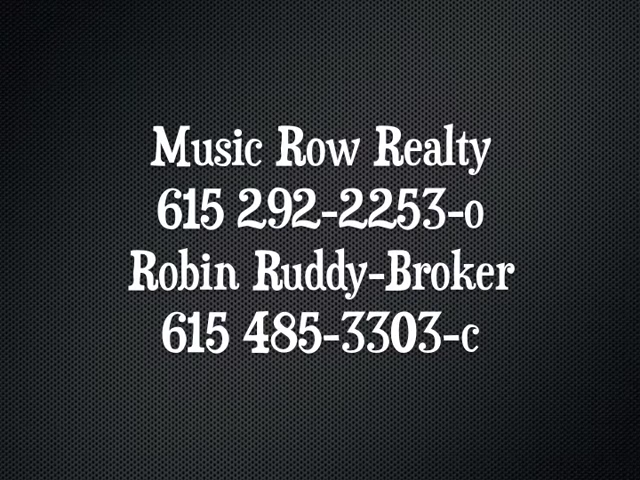 Music Row Realty
615 292-2253-o
Robin Ruddy-Broker
615 485-3303-c